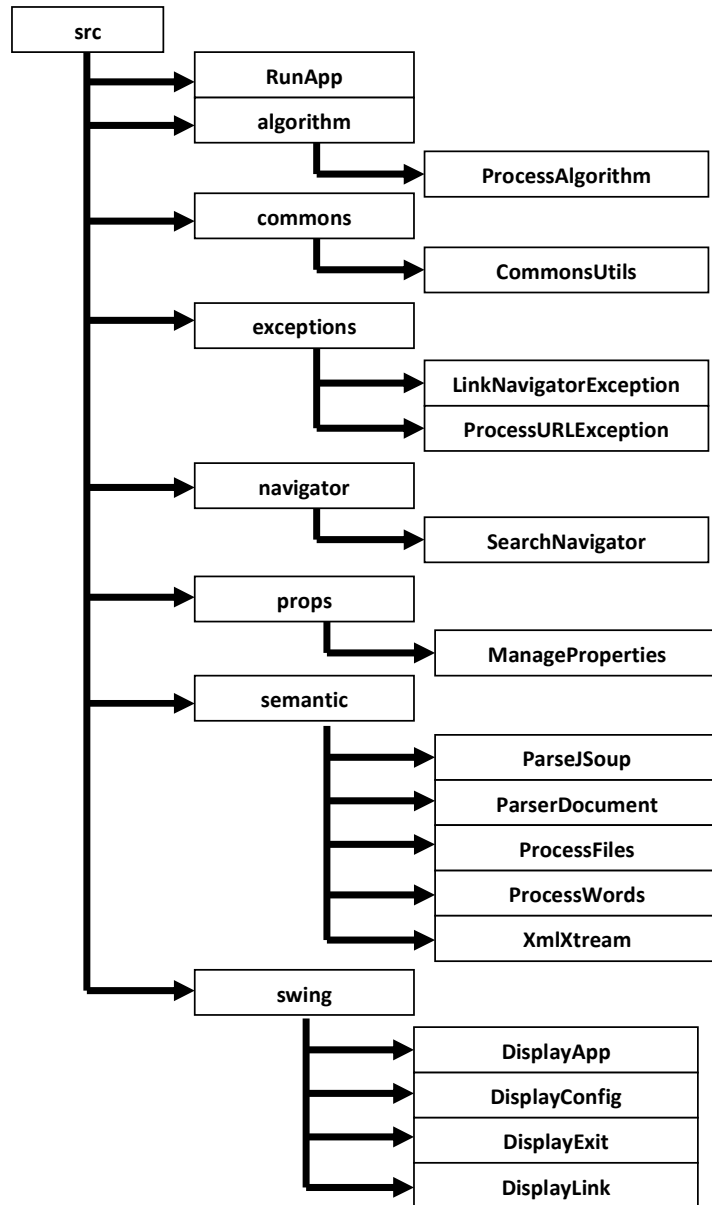 src
RunApp
algorithm
ProcessAlgorithm
commons
CommonsUtils
exceptions
LinkNavigatorException
ProcessURLException
navigator
SearchNavigator
props
ManageProperties
semantic
ParseJSoup
ParserDocument
ProcessFiles
ProcessWords
XmlXtream
swing
DisplayApp
DisplayConfig
DisplayExit
DisplayLink